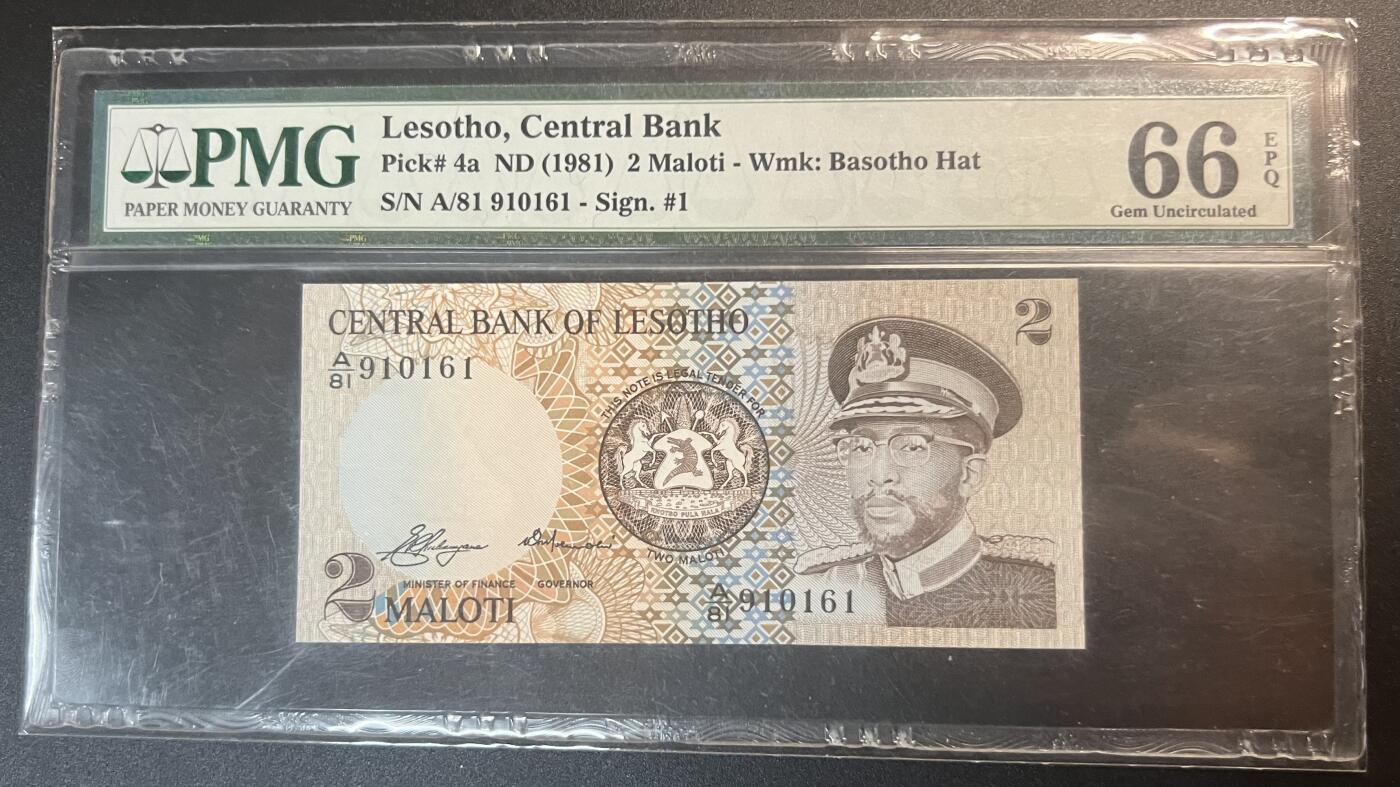 PMG
PAPER MONEY GUARANTY
Lesotho, Central Bank
Pick# 4a ND (1981) 2 Maloti - Wmk: Basotho Hat
S/N A/81 910161 - Sign. #1
66
EPQ
Gem Uncirculated
CENTRAL BANK OF LESOTHO
2
A/81 910161
THIS NOTE IS LEGAL TENDER FOR
KHOTSO PULA NALA
TWO MALOTI
MINISTER OF FINANCE GOVERNOR
2 MALOTI
A/81 910161